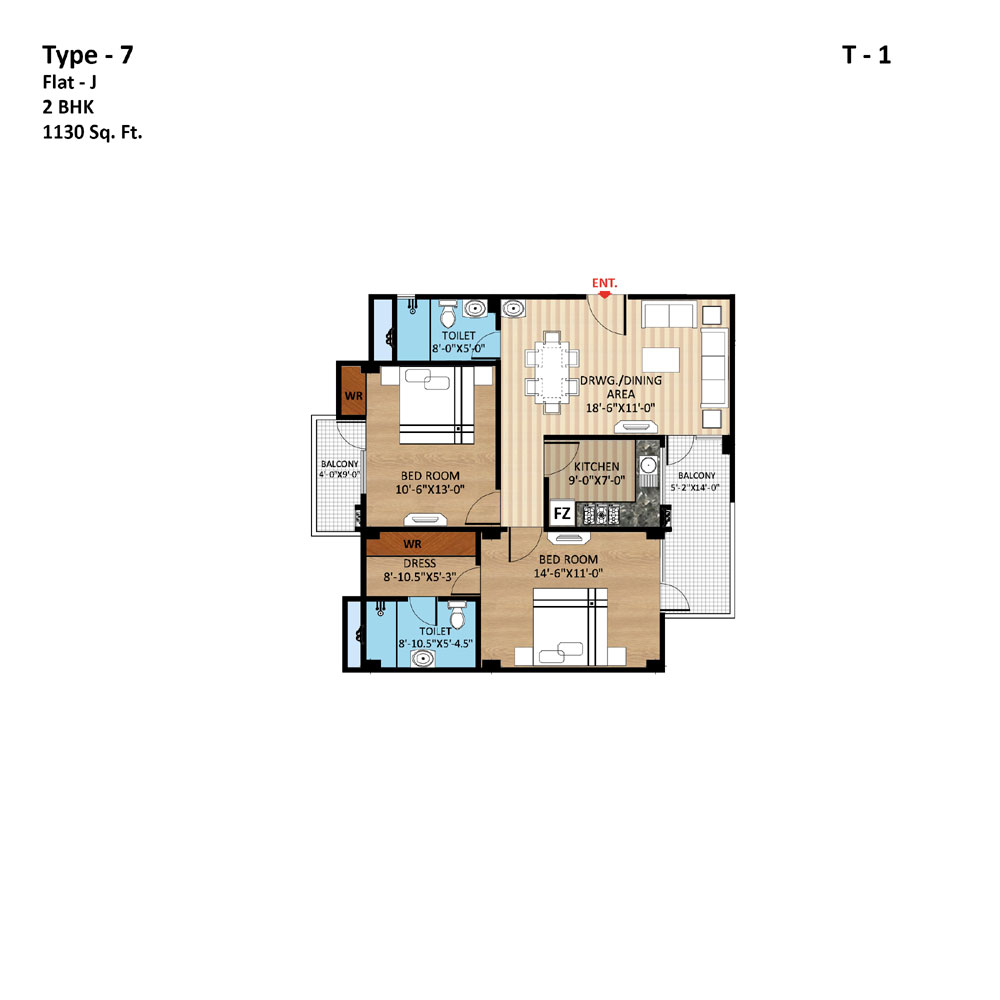 Type - 7
T - 1
Flat - J
2 BHK
1130 Sq. Ft.
ENT.
TOILET
8'-0"X5'-0"
DRWG./DINING
AREA
18'-6"X11'-0"
WR
BED ROOM
10'-6"X13'-0"
BALCONY
4'-0"X9'-0"
KITCHEN
9'-0"X7'-0"
BALCONY
5'-2"X14'-0"
FZ
WR
DRESS
8'-10.5"X5'-3"
BED ROOM
14'-6"X11'-0"
TOILET
8'-10.5"X5'-4.5"